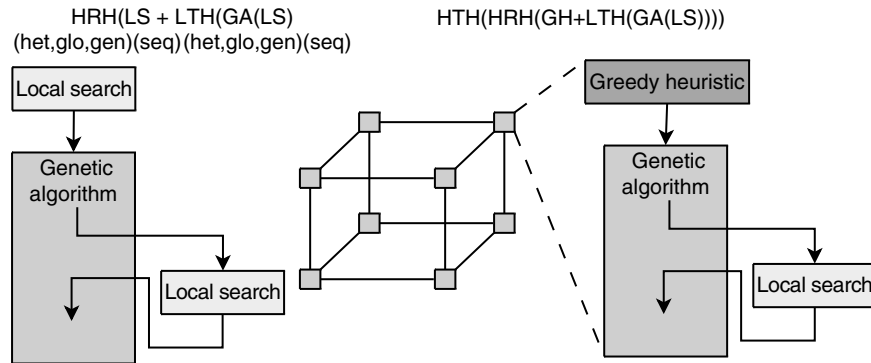 HRH(LS + LTH(GA(LS)
(het,glo,gen)(seq)(het,glo,gen)(seq)
Local search
Genetic
algorithm
Local search
HTH(HRH(GH+LTH(GA(LS))))
Greedy heuristic
Genetic
algorithm
Local search